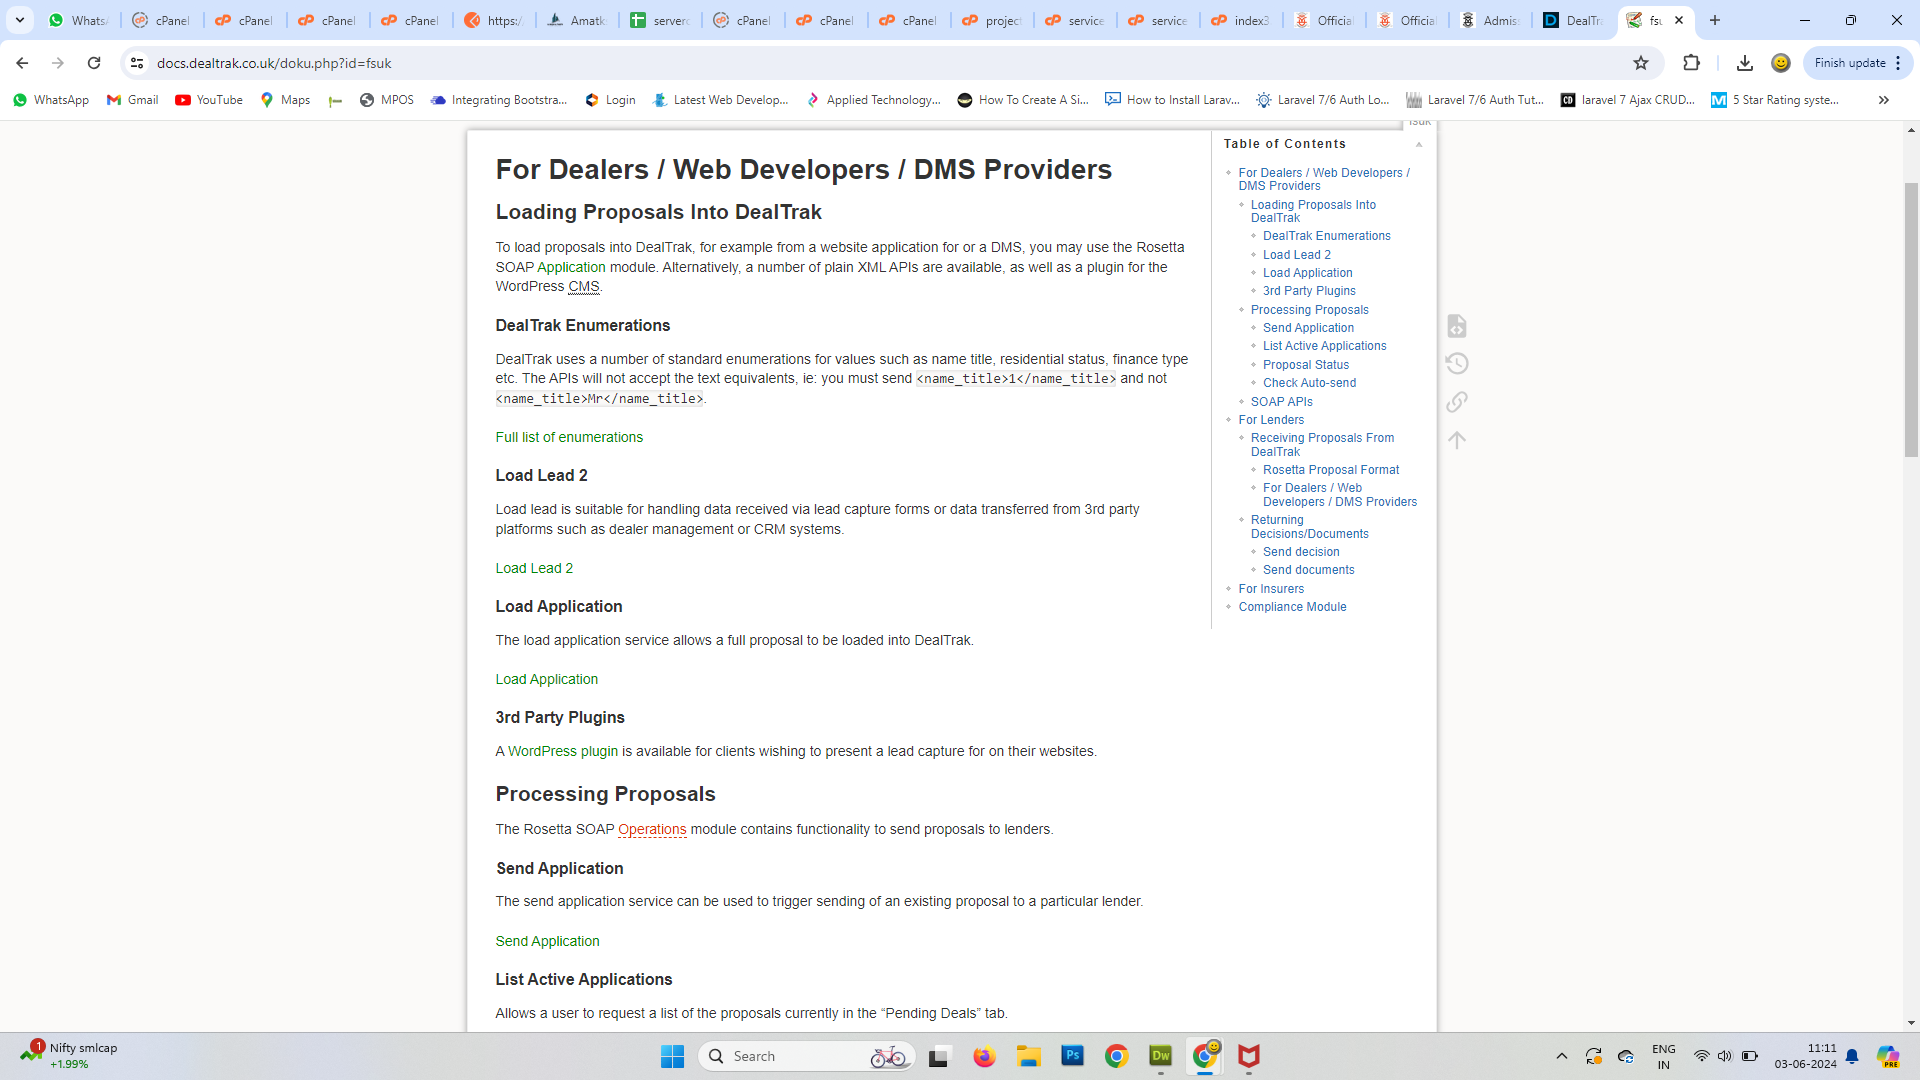 WhatsA
cPanel
cPanel
cPanel
cPanel
https:/
Amatk
server
cPanel
cPanel
cPanel
project
service
service
index3
Official
Official
Admis
DealTr
fsu
docs.dealtrak.co.uk/doku.php?id=fsuk
Finish update
WhatsApp
Gmail
YouTube
Maps
MPOS
Integrating Bootstra...
Login
Latest Web Develop...
Applied Technology...
How To Create A Si...
How to Install Larav...
Laravel 7/6 Auth Lo...
Laravel 7/6 Auth Tut...
laravel 7 Ajax CRUD...
5 Star Rating syste...
fsuk
For Dealers / Web Developers / DMS Providers
Loading Proposals Into DealTrak
To load proposals into DealTrak, for example from a website application for or a DMS, you may use the Rosetta
SOAP Application module. Alternatively, a number of plain XML APIs are available, as well as a plugin for the
WordPress CMS.
DealTrak Enumerations
DealTrak uses a number of standard enumerations for values such as name title, residential status, finance type
etc. The APIs will not accept the text equivalents, ie: you must send <name_title>1</name_title> and not
<name_title>Mr</name_title>.
Full list of enumerations
Load Lead 2
Load lead is suitable for handling data received via lead capture forms or data transferred from 3rd party
platforms such as dealer management or CRM systems.
Load Lead 2
Load Application
The load application service allows a full proposal to be loaded into DealTrak.
Load Application
3rd Party Plugins
A WordPress plugin is available for clients wishing to present a lead capture for on their websites.
Processing Proposals
The Rosetta SOAP Operations module contains functionality to send proposals to lenders.
Send Application
The send application service can be used to trigger sending of an existing proposal to a particular lender.
Send Application
List Active Applications
Allows a user to request a list of the proposals currently in the “Pending Deals” tab.
Table of Contents
For Dealers / Web Developers /
DMS Providers
Loading Proposals Into
DealTrak
DealTrak Enumerations
Load Lead 2
Load Application
3rd Party Plugins
Processing Proposals
Send Application
List Active Applications
Proposal Status
Check Auto-send
SOAP APIs
For Lenders
Receiving Proposals From
DealTrak
Rosetta Proposal Format
For Dealers / Web
Developers / DMS Providers
Returning
Decisions/Documents
Send decision
Send documents
For Insurers
Compliance Module
1
Nifty smlcap
+1.99%
Search
Ps
Dw
ENG
IN
11:11
03-06-2024
PRE